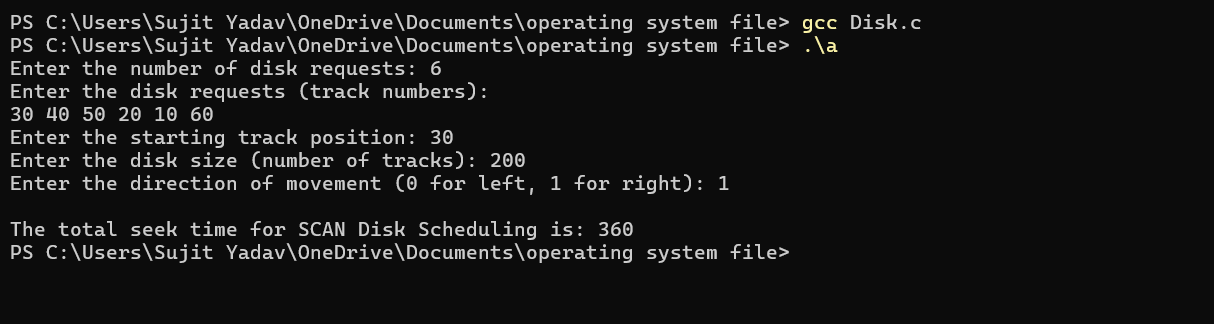 PS C:\Users\Sujit Yadav\OneDrive\Documents\operating system file> gcc Disk.c
PS C:\Users\Sujit Yadav\OneDrive\Documents\operating system file> .\a
Enter the number of disk requests: 6
Enter the disk requests (track numbers):
30 40 50 20 10 60
Enter the starting track position: 30
Enter the disk size (number of tracks): 200
Enter the direction of movement (0 for left, 1 for right): 1
The total seek time for SCAN Disk Scheduling is: 360
PS C:\Users\Sujit Yadav\OneDrive\Documents\operating system file>